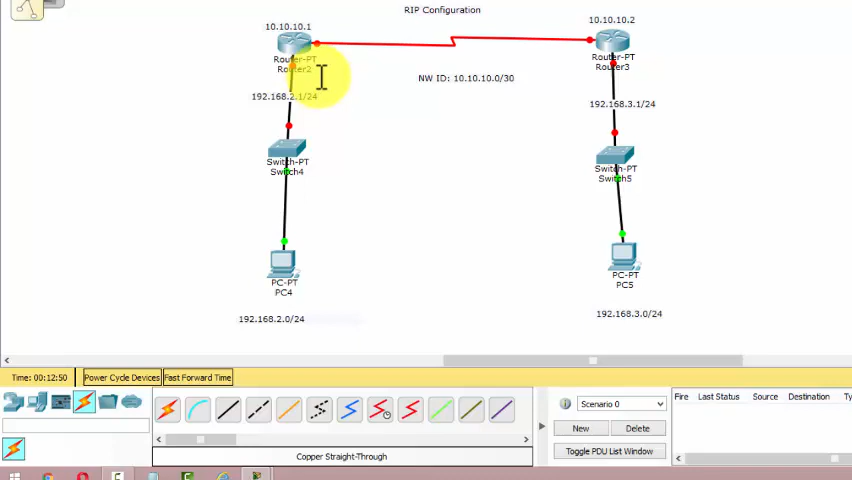 RIP Configuration
10.10.10.1
10.10.10.2
Router-PT
Router2
Router-PT
Router3
NW ID: 10.10.10.0/30
192.168.2.1/24
192.168.3.1/24
Switch-PT
Switch4
Switch-PT
Switch5
PC-PT
PC4
PC-PT
PC5
192.168.2.0/24
192.168.3.0/24
Time: 00:12:50
Power Cycle Devices
Fast Forward Time
Scenario 0
Fire Last Status Source Destination Ty
New
Delete
Toggle PDU List Window
Copper Straight-Through